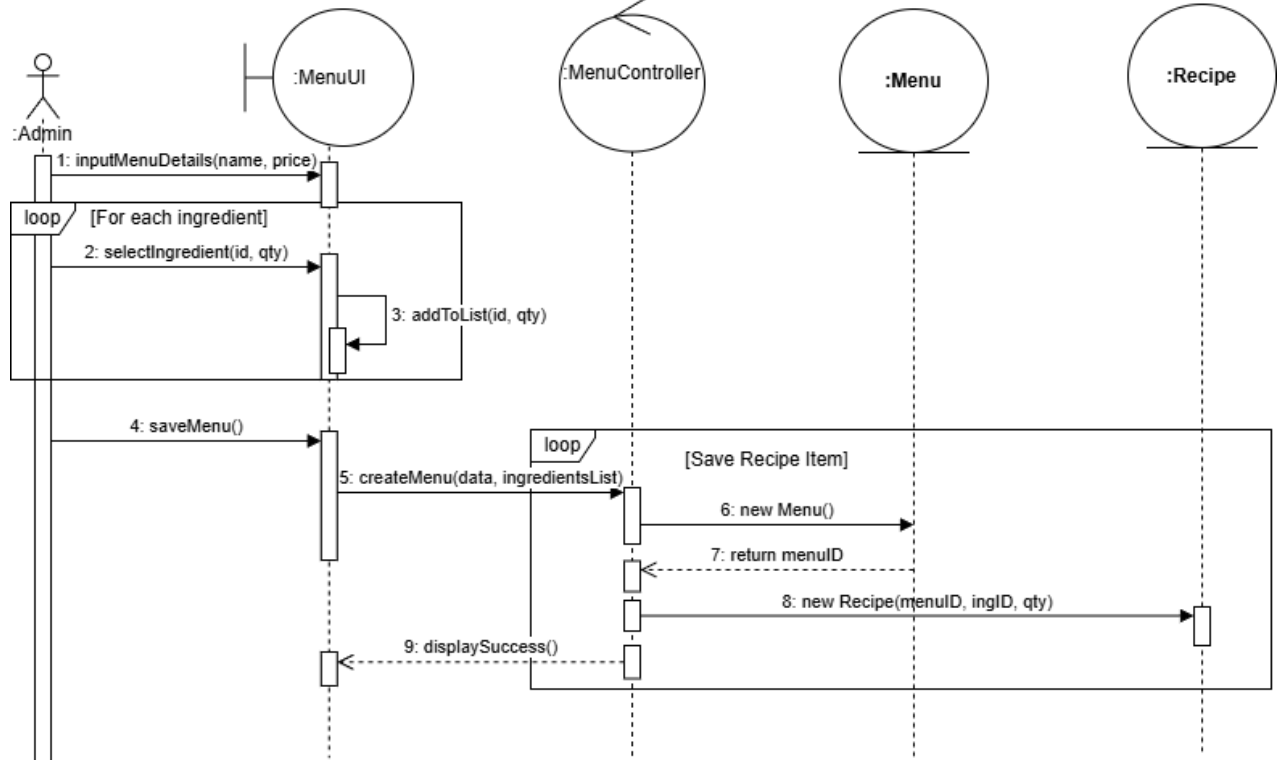 :MenuUI
:MenuController
:Menu
:Recipe
:Admin
1: inputMenuDetails(name, price)
loop
[For each ingredient]
2: selectIngredient(id, qty)
3: addToList(id, qty)
4: saveMenu()
loop
[Save Recipe Item]
5: createMenu(data, ingredientsList)
6: new Menu()
7: return menuID
8: new Recipe(menuID, ingID, qty)
9: displaySuccess()